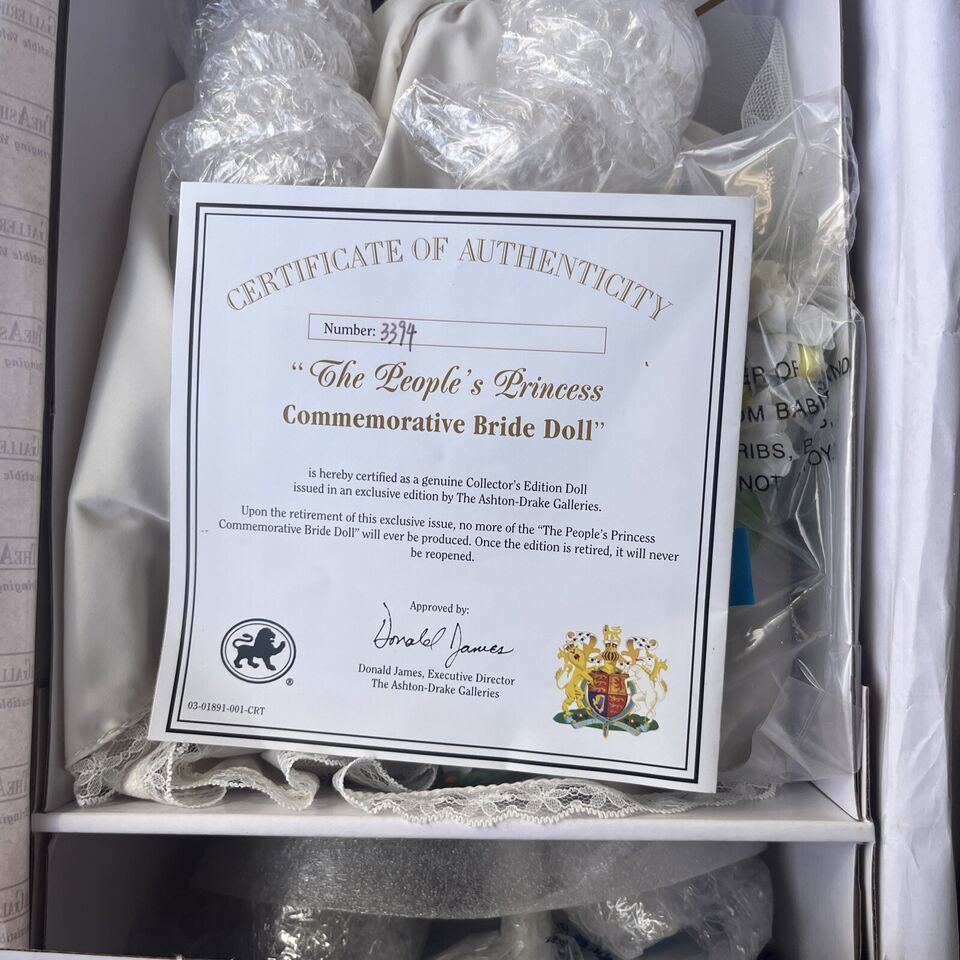 CERTIFICATE OF AUTHENTICITY
Number: 3394
“The People's Princess
Commemorative Bride Doll”
is hereby certified as a genuine Collector's Edition Doll
issued in an exclusive edition by The Ashton-Drake Galleries.
Upon the retirement of this exclusive issue, no more of the “The People's Princess
Commemorative Bride Doll” will ever be produced. Once the edition is retired, it will never
be reopened.
Approved by:
Donald James
Donald James, Executive Director
The Ashton-Drake Galleries
®
03-01891-001-CRT
ER OF
OM BAB
RIBS,
NOT